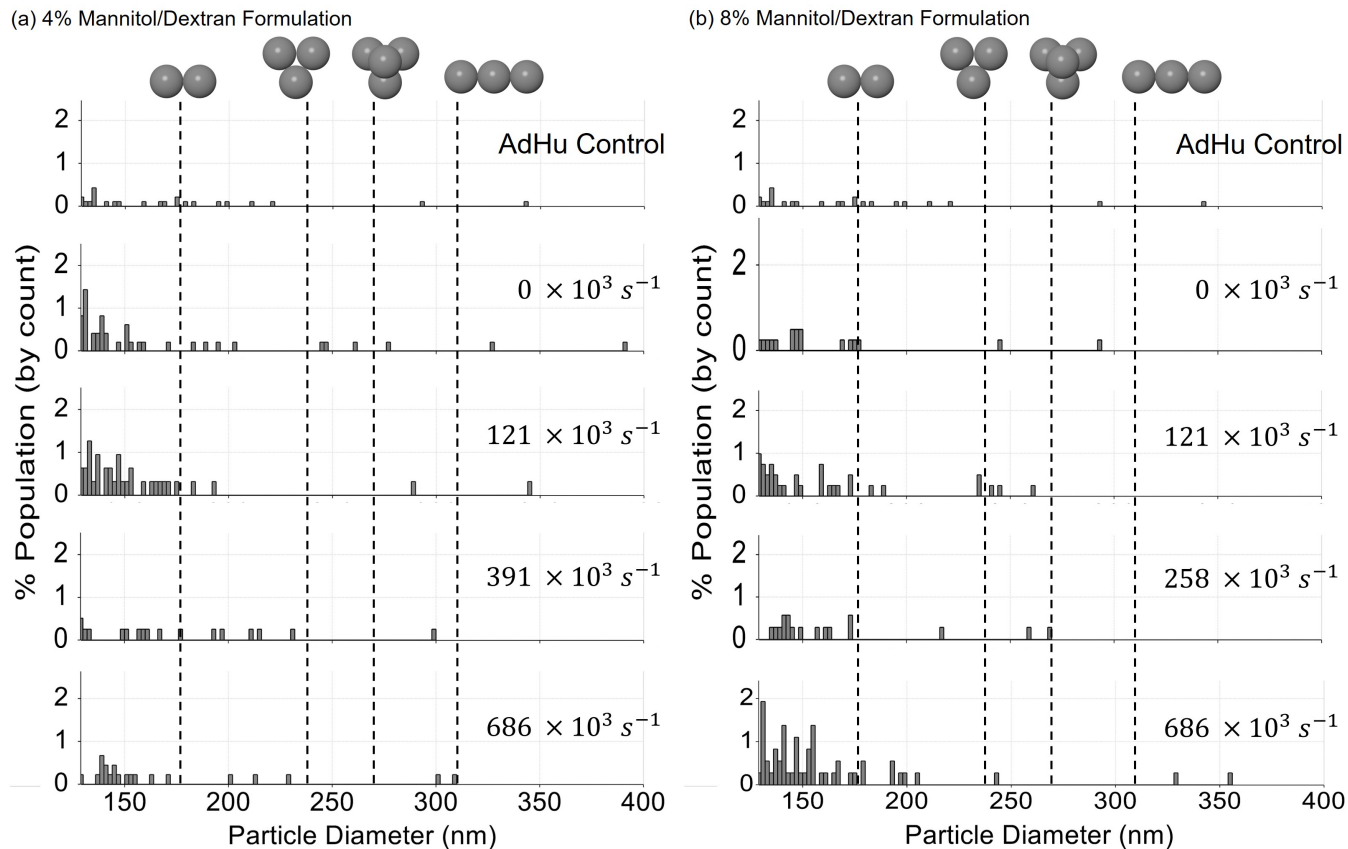 (a) 4% Mannitol/Dextran Formulation
% Population (by count)
2
1
0
AdHu Control
2
1
0
0 × 10³ s⁻¹
2
1
0
121 × 10³ s⁻¹
2
1
0
391 × 10³ s⁻¹
2
1
0
686 × 10³ s⁻¹
150 200 250 300 350 400
Particle Diameter (nm)
(b) 8% Mannitol/Dextran Formulation
% Population (by count)
2
1
0
AdHu Control
2
0
0 × 10³ s⁻¹
2
1
0
121 × 10³ s⁻¹
2
1
0
258 × 10³ s⁻¹
2
1
0
686 × 10³ s⁻¹
150 200 250 300 350 400
Particle Diameter (nm)